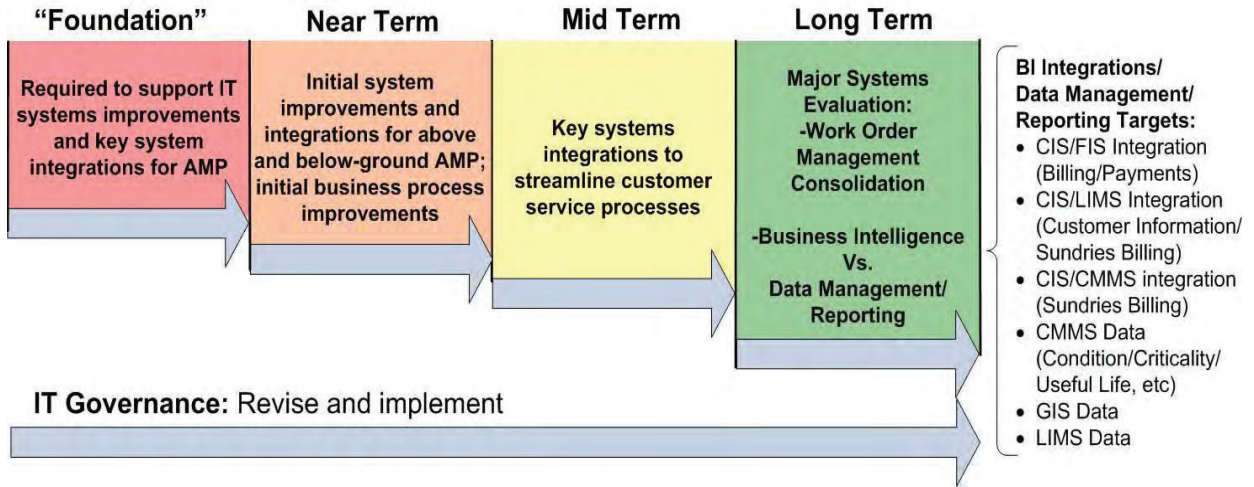 “Foundation”
Required to support IT
systems improvements
and key system
integrations for AMP
Near Term
Initial system
improvements and
integrations for above
and below-ground AMP;
initial business process
improvements
Mid Term
Key systems
integrations to
streamline customer
service processes
Long Term
Major Systems
Evaluation:
-Work Order
Management
Consolidation
-Business Intelligence
Vs.
Data Management/
Reporting
BI Integrations/
Data Management/
Reporting Targets:
• CIS/FIS Integration
(Billing/Payments)
• CIS/LIMS Integration
(Customer Information/
Sundries Billing)
• CIS/CMMS integration
(Sundries Billing)
• CMMS Data
(Condition/Criticality/
Useful Life, etc)
• GIS Data
• LIMS Data
IT Governance: Revise and implement